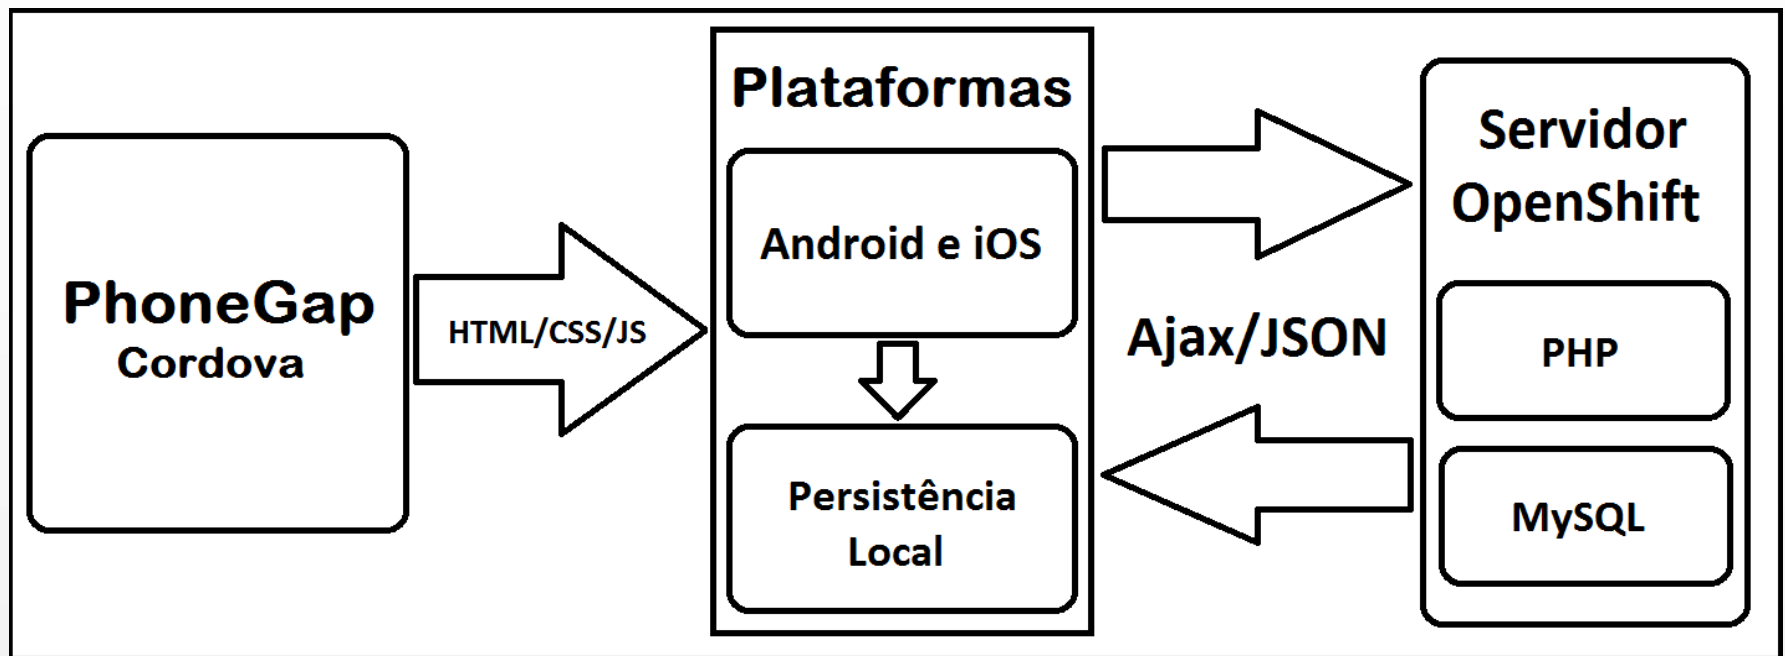 PhoneGap
Cordova
HTML/CSS/JS
Plataformas
Android e iOS
Persistência
Local
Ajax/JSON
Servidor
OpenShift
PHP
MySQL